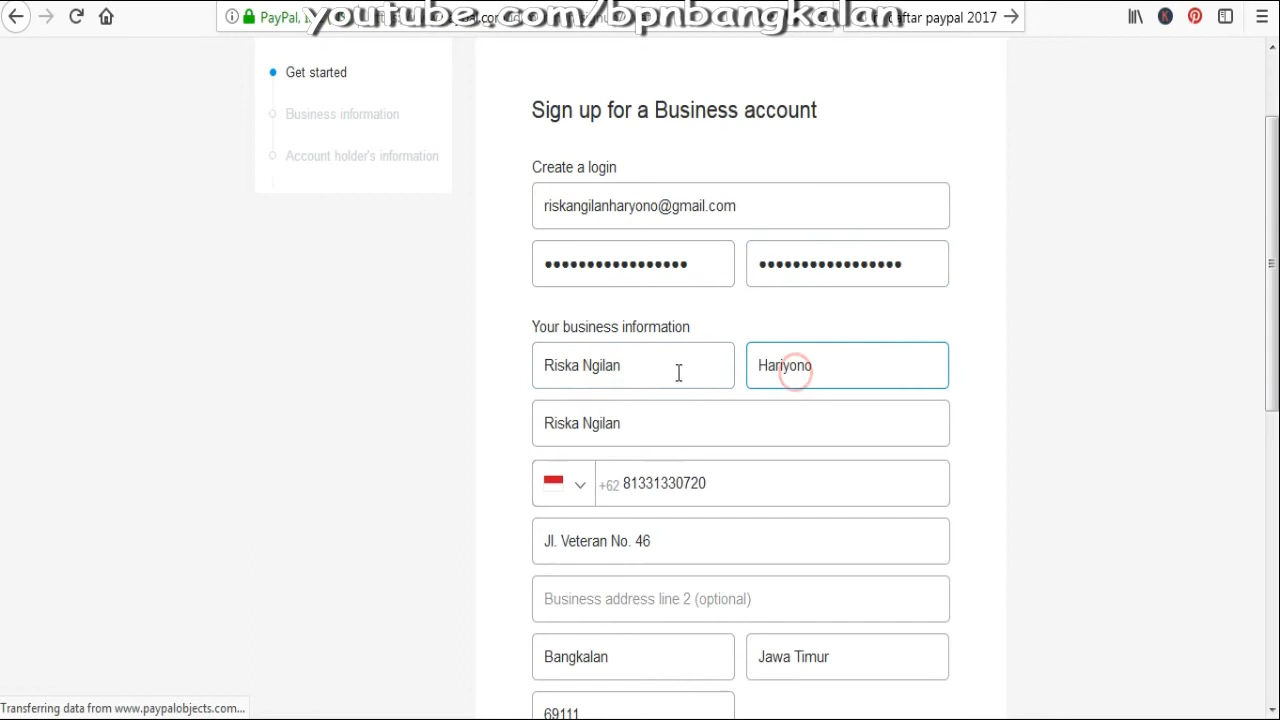 youtube.com/bpnbangkalan
PayPal,
daftar paypal 2017
Get started
Business information
Account holder's information
Sign up for a Business account
Create a login
riskangilanharyono@gmail.com
••••••••••••••••• •••••••••••••••••
Your business information
Riska Ngilan Hariyono
Riska Ngilan
+62 81331330720
Jl. Veteran No. 46
Business address line 2 (optional)
Bangkalan Jawa Timur
69111
Transferring data from www.paypalobjects.com...